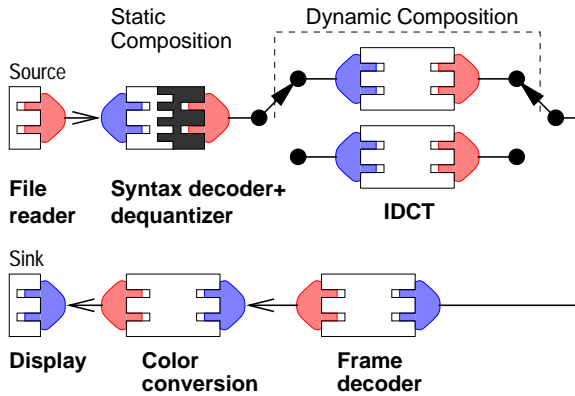 Static
Composition
Dynamic Composition
Source
File
reader
Syntax decoder+
dequantizer
IDCT
Sink
Display
Color
conversion
Frame
decoder